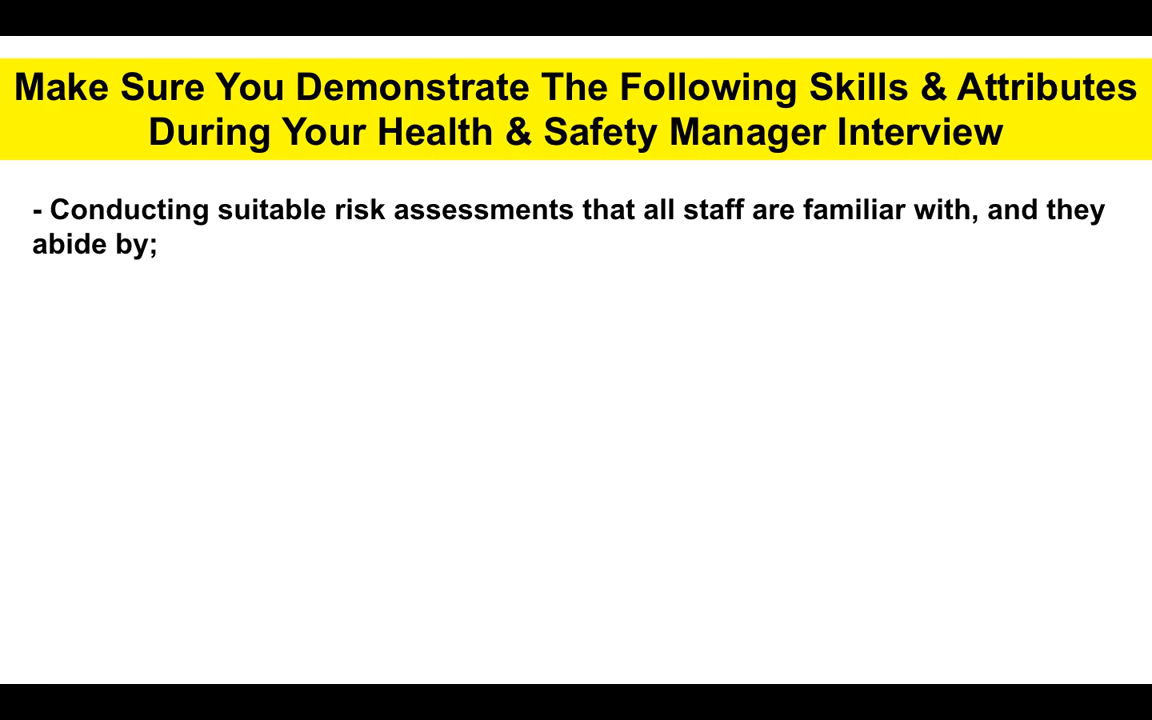 Make Sure You Demonstrate The Following Skills & Attributes
During Your Health & Safety Manager Interview
- Conducting suitable risk assessments that all staff are familiar with, and they
abide by;